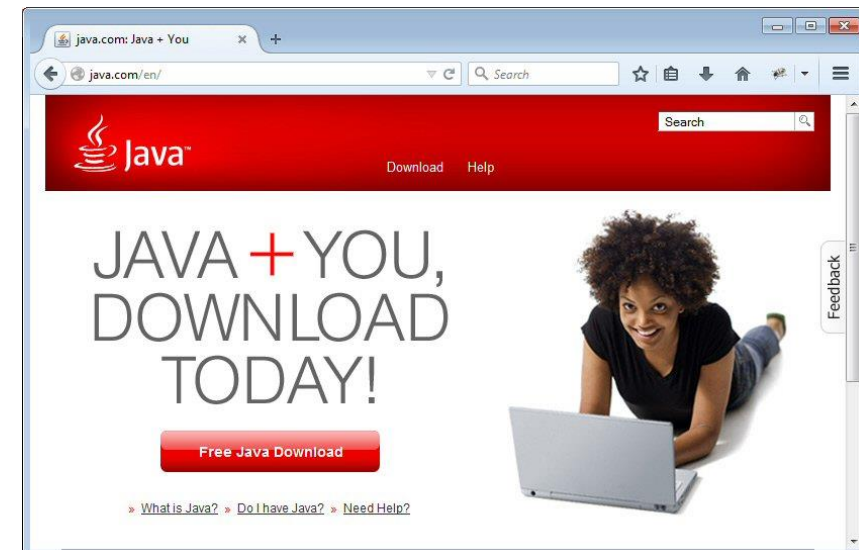 java.com: Java + You
java.com/en/
Search
Search
Java™
Download Help
JAVA + YOU,
DOWNLOAD
TODAY!
Feedback
Free Java Download
» What is Java? » Do I have Java? » Need Help?